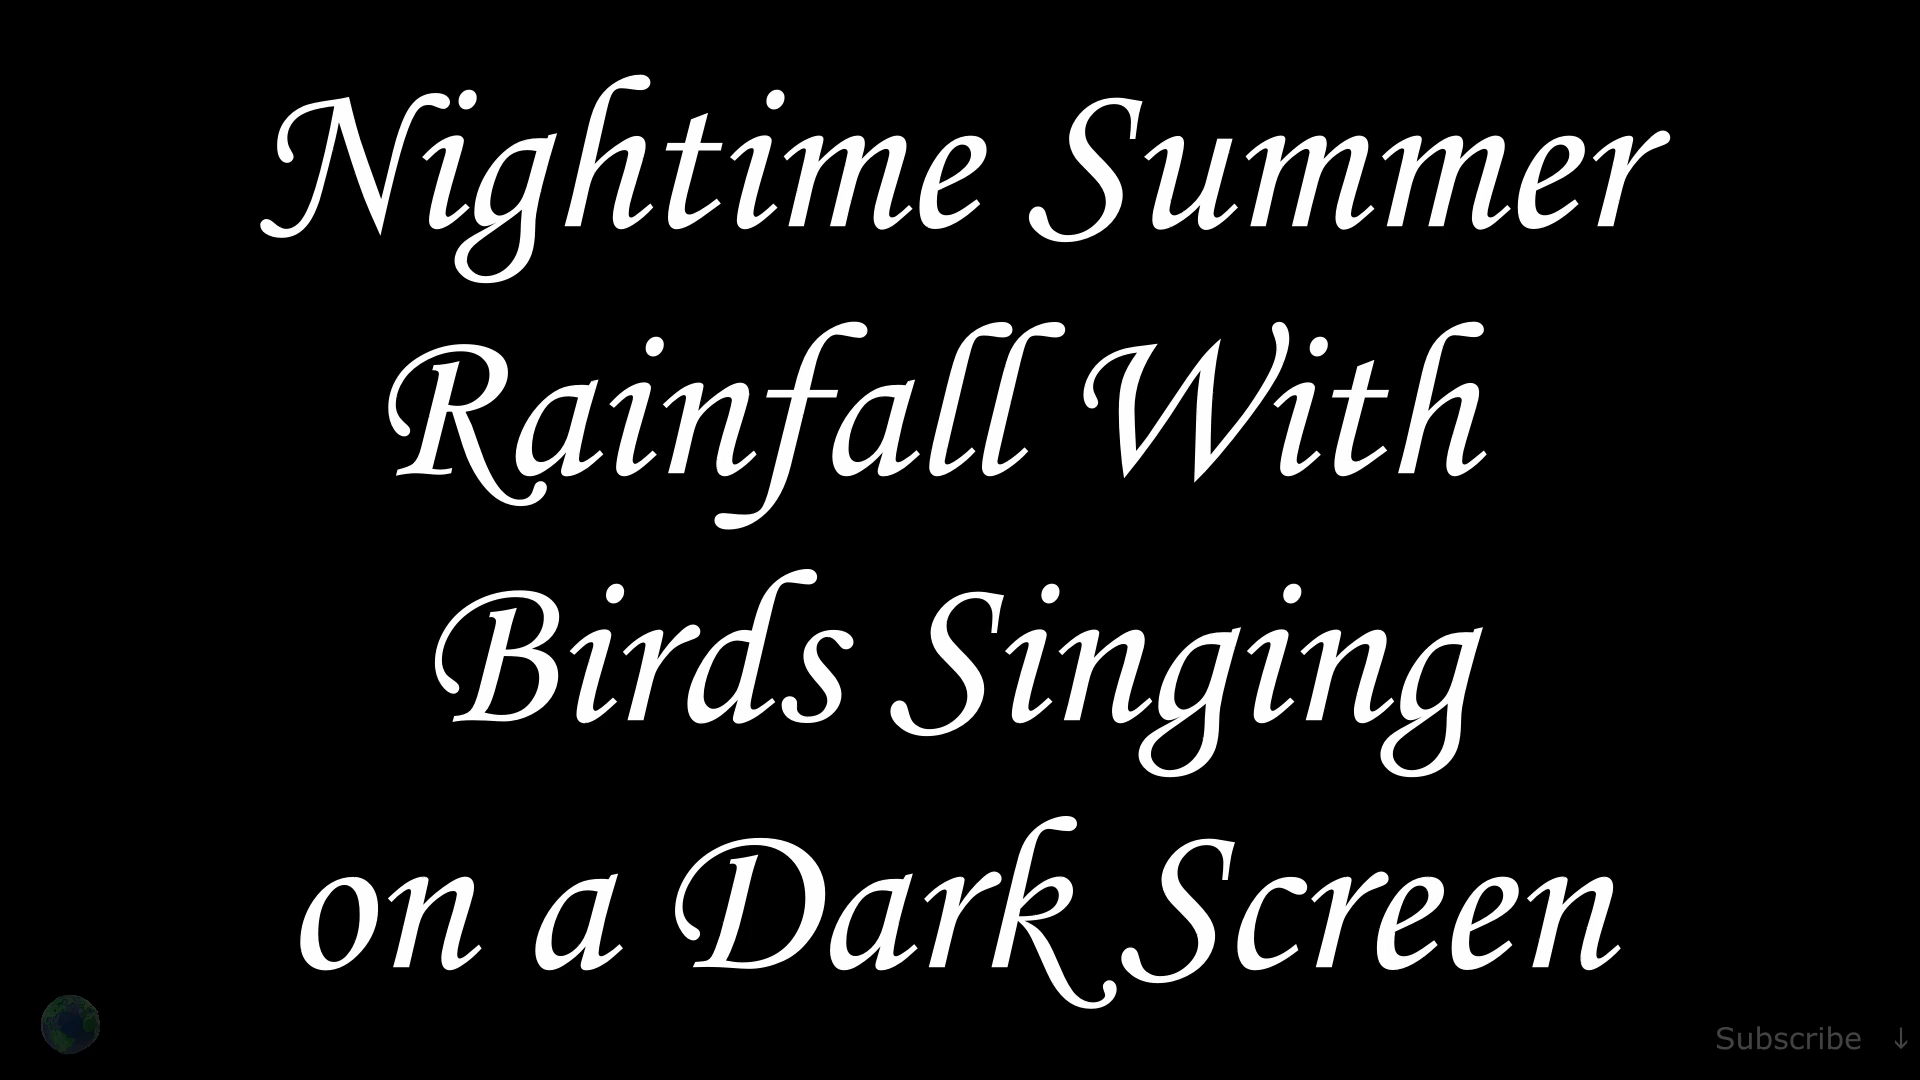 Nightime Summer
Rainfall With
Birds Singing
on a Dark Screen
Subscribe ↓